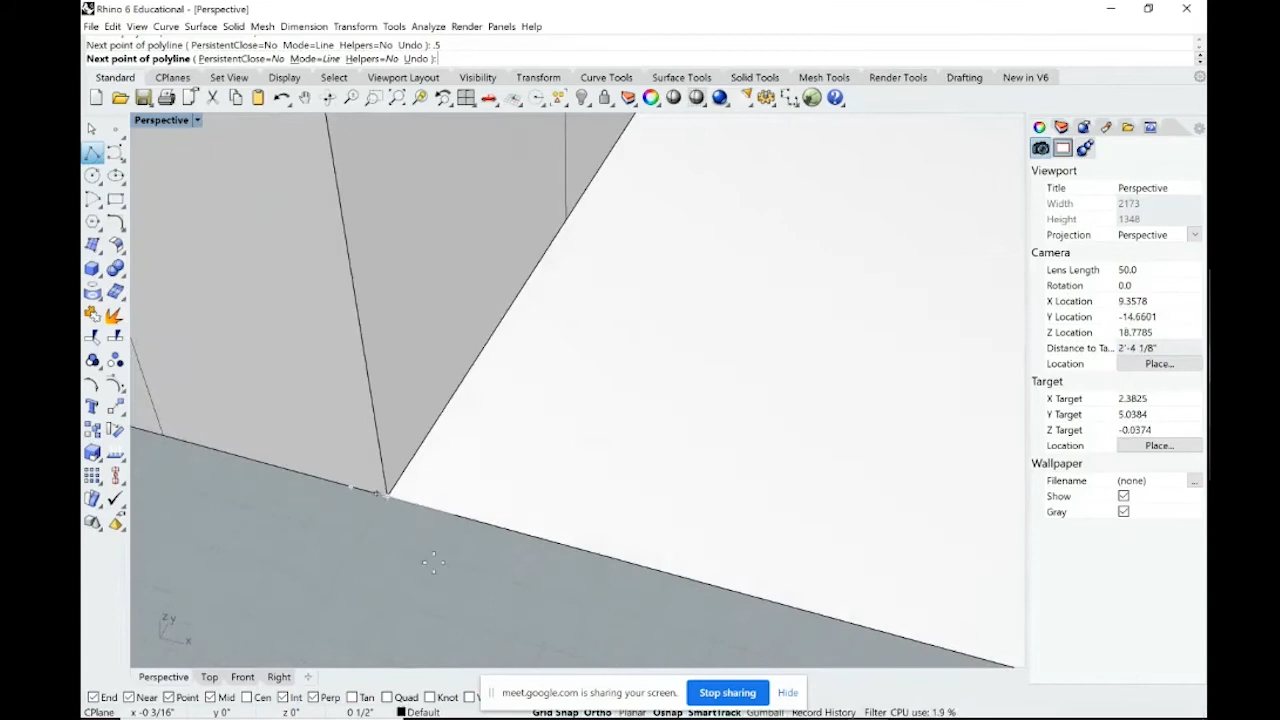 Rhino 6 Educational - [Perspective]
File Edit View Curve Surface Solid Mesh Dimension Transform Tools Analyze Render Panels Help
Next point of polyline ( PersistentClose=No Mode=Line Helpers=No Undo ): .5
Next point of polyline ( PersistentClose=No Mode=Line Helpers=No Undo ):
Standard CPlanes Set View Display Select Viewport Layout Visibility Transform Curve Tools Surface Tools Solid Tools Mesh Tools Render Tools Drafting New in V6
Perspective
Viewport
Title Perspective
Width 2173
Height 1348
Projection Perspective
Camera
Lens Length 50.0
Rotation 0.0
X Location 9.3578
Y Location -14.6601
Z Location 18.7785
Distance to Ta... 2'-4 1/8"
Location Place...
Target
X Target 2.3825
Y Target 5.0384
Z Target -0.0374
Location Place...
Wallpaper
Filename (none) ...
Show
Gray
z y
x
Perspective Top Front Right
meet.google.com is sharing your screen. Stop sharing Hide
End Near Point Mid Cen Int Perp Tan Quad Knot
CPlane x -0 3/16" y 0" z 0" 0 1/2" Default Grid Snap Ortho Planar Osnap SmartTrack Gumball Record History Filter CPU use: 1.9 %